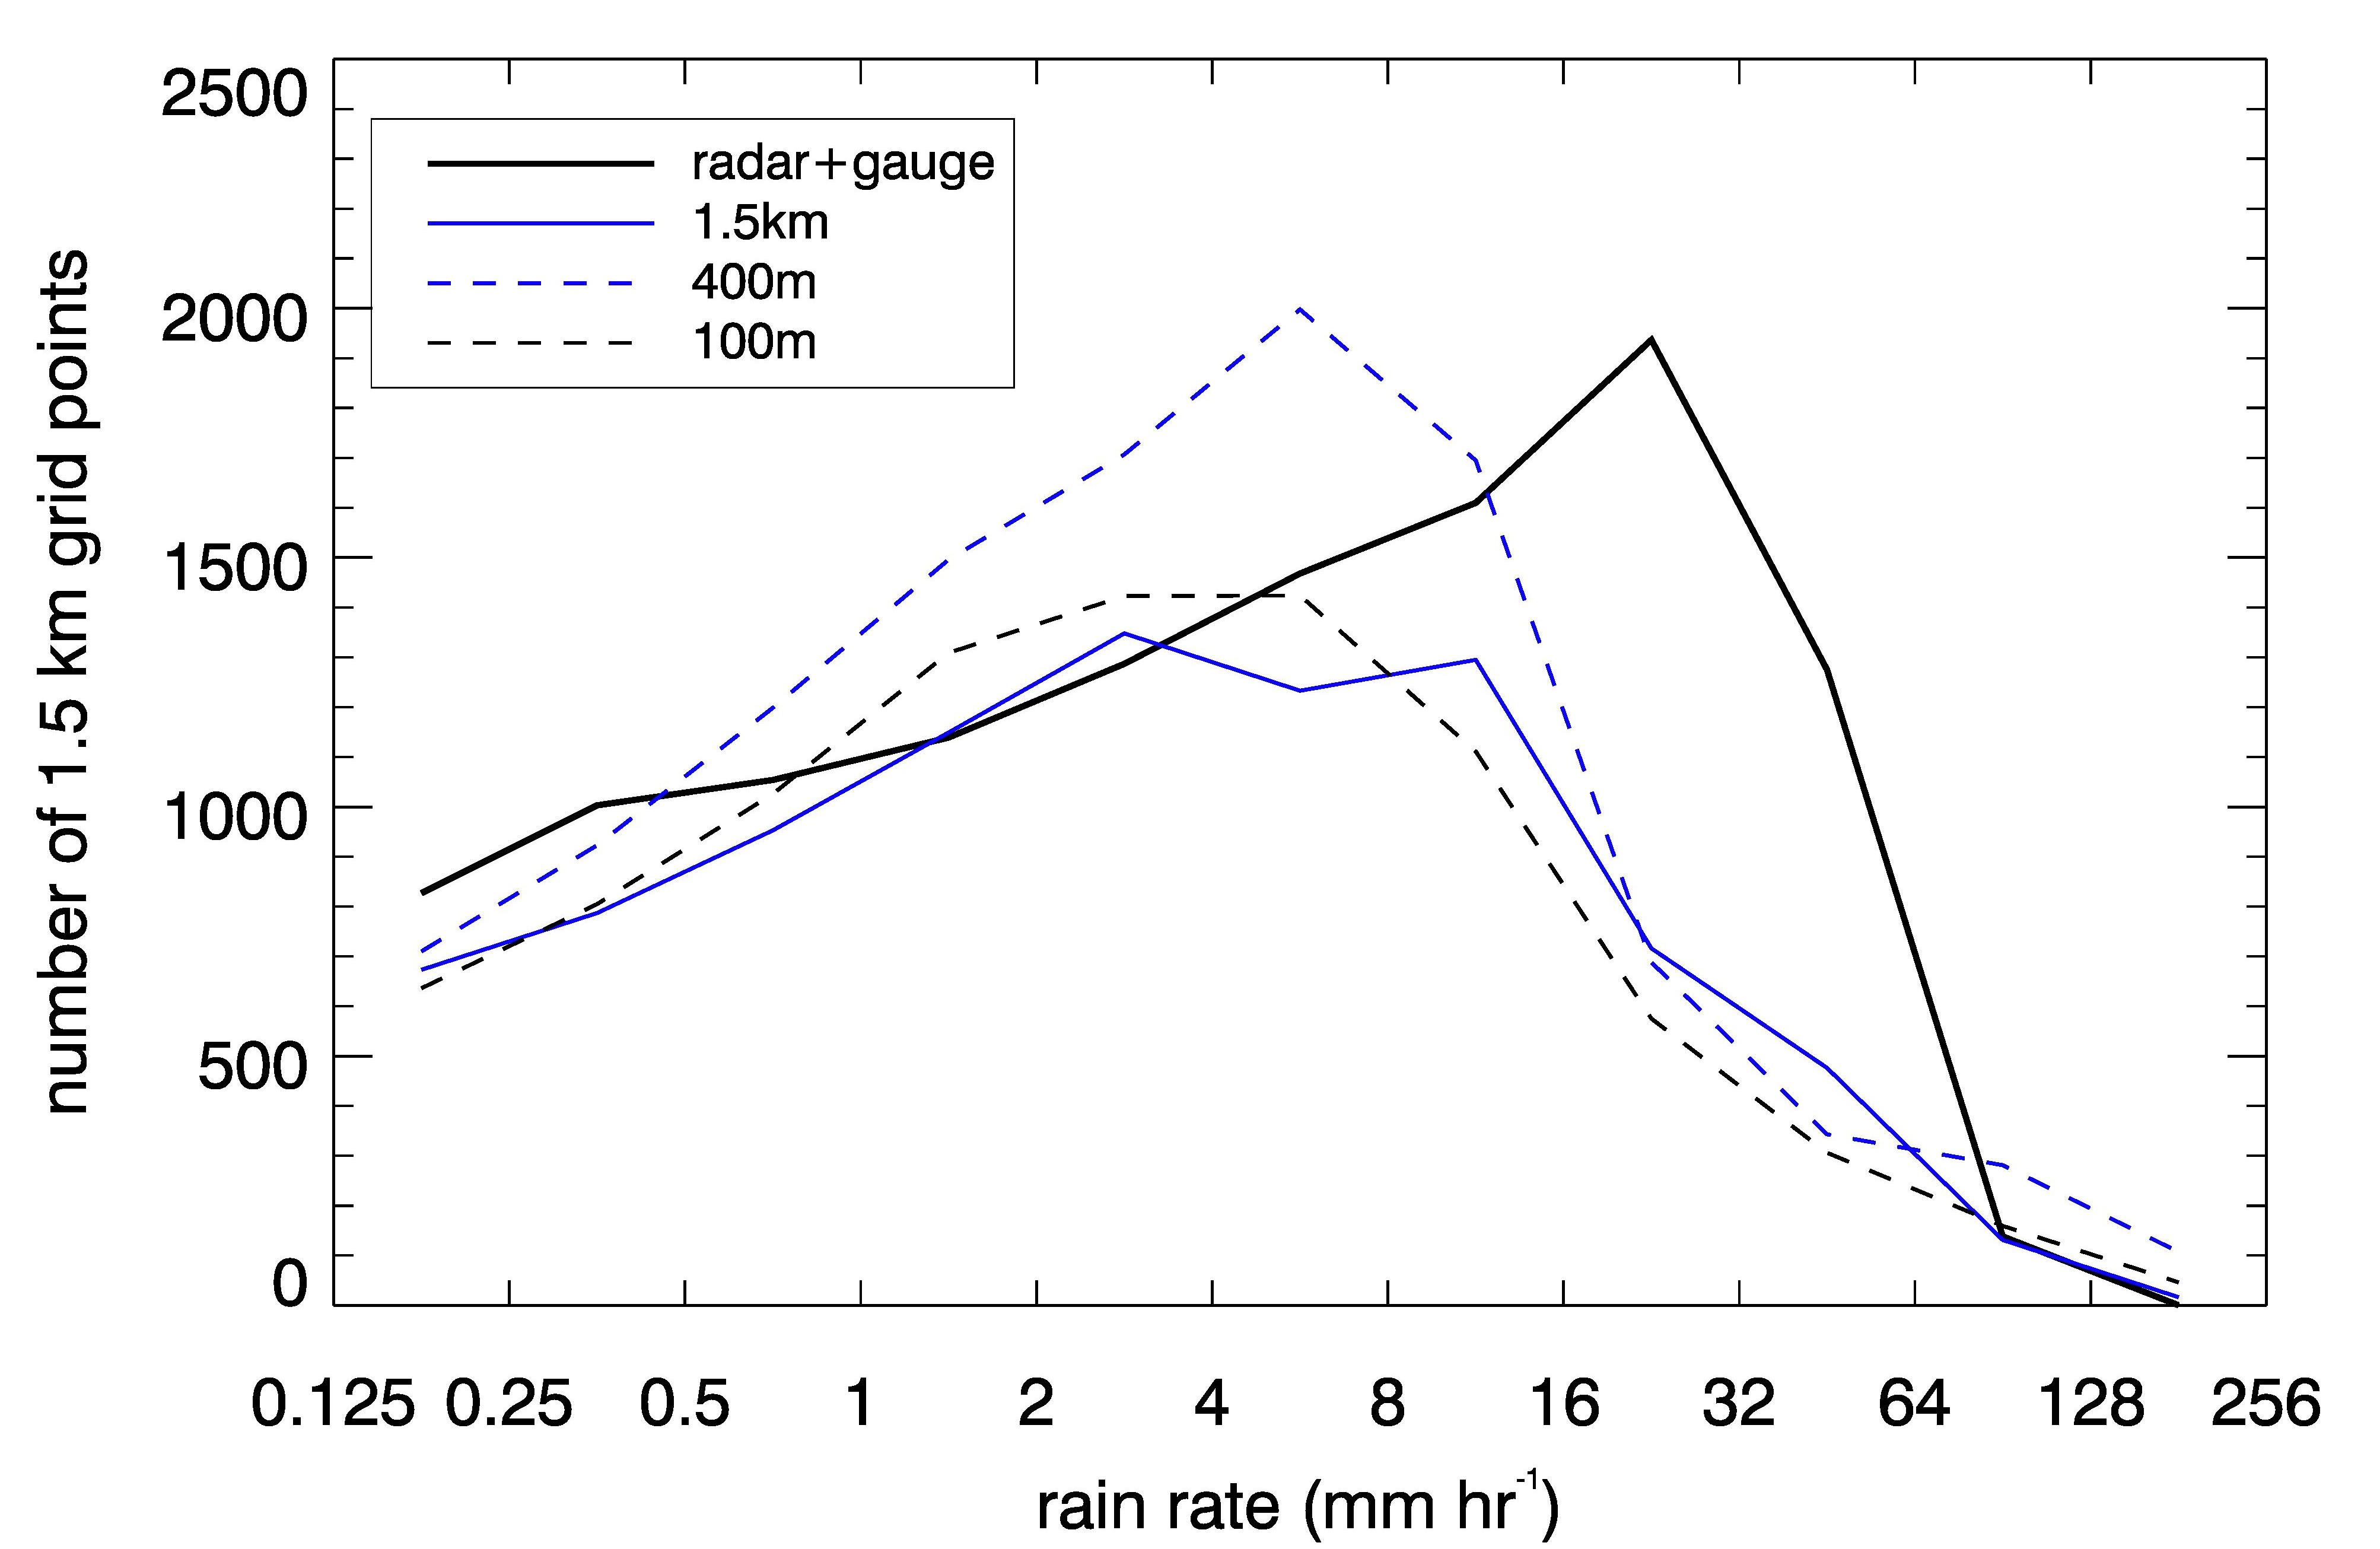 2500
2000
1500
1000
500
0
number of 1.5 km grid points
radar+gauge
1.5km
400m
100m
0.125 0.25 0.5 1 2 4 8 16 32 64 128 256
rain rate (mm hr⁻¹)